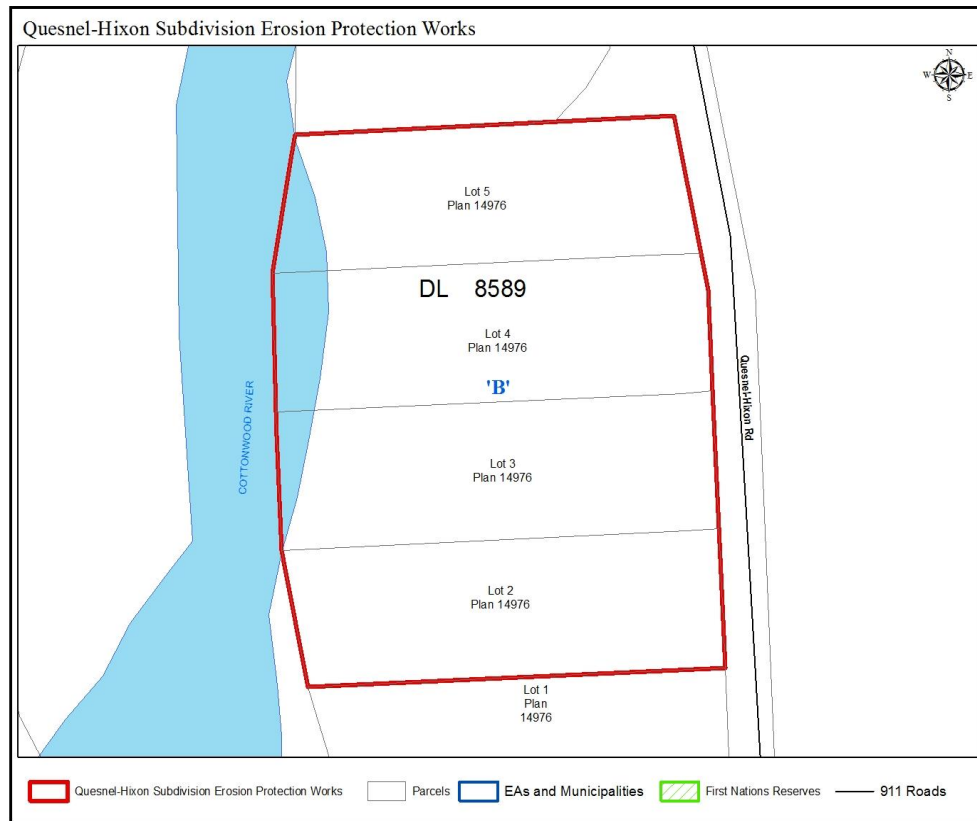 Quesnel-Hixon Subdivision Erosion Protection Works
N
W E
S
Lot 5
Plan 14976
DL 8589
Lot 4
Plan 14976
'B'
Quesnel-Hixon Rd
COTTONWOOD RIVER
Lot 3
Plan 14976
Lot 2
Plan 14976
Lot 1
Plan
14976
Quesnel-Hixon Subdivision Erosion Protection Works Parcels EAs and Municipalities First Nations Reserves 911 Roads